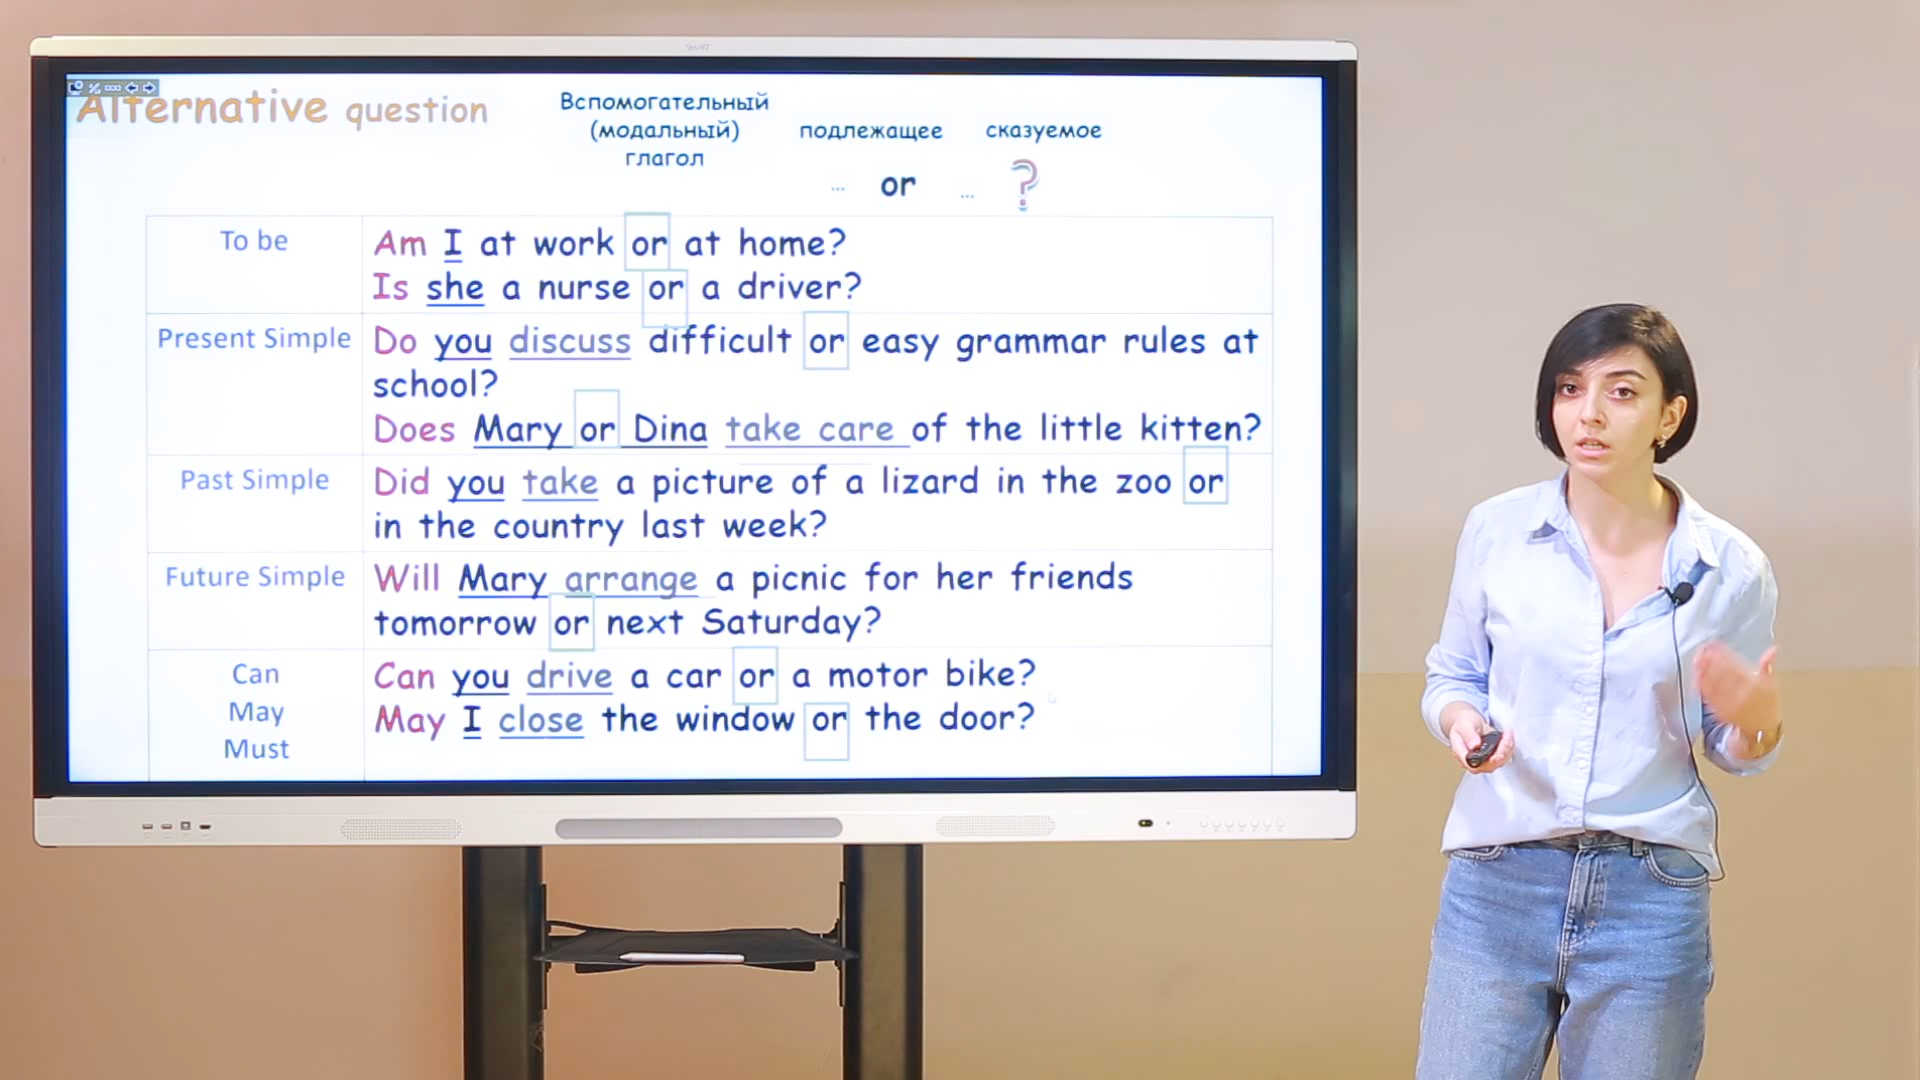 SMART
Alternative question
Вспомогательный
(модальный)
глагол
подлежащее
сказуемое
... or ... ?
To be
Am I at work or at home?
Is she a nurse or a driver?
Present Simple
Do you discuss difficult or easy grammar rules at
school?
Does Mary or Dina take care of the little kitten?
Past Simple
Did you take a picture of a lizard in the zoo or
in the country last week?
Future Simple
Will Mary arrange a picnic for her friends
tomorrow or next Saturday?
Can
May
Must
Can you drive a car or a motor bike?
May I close the window or the door?